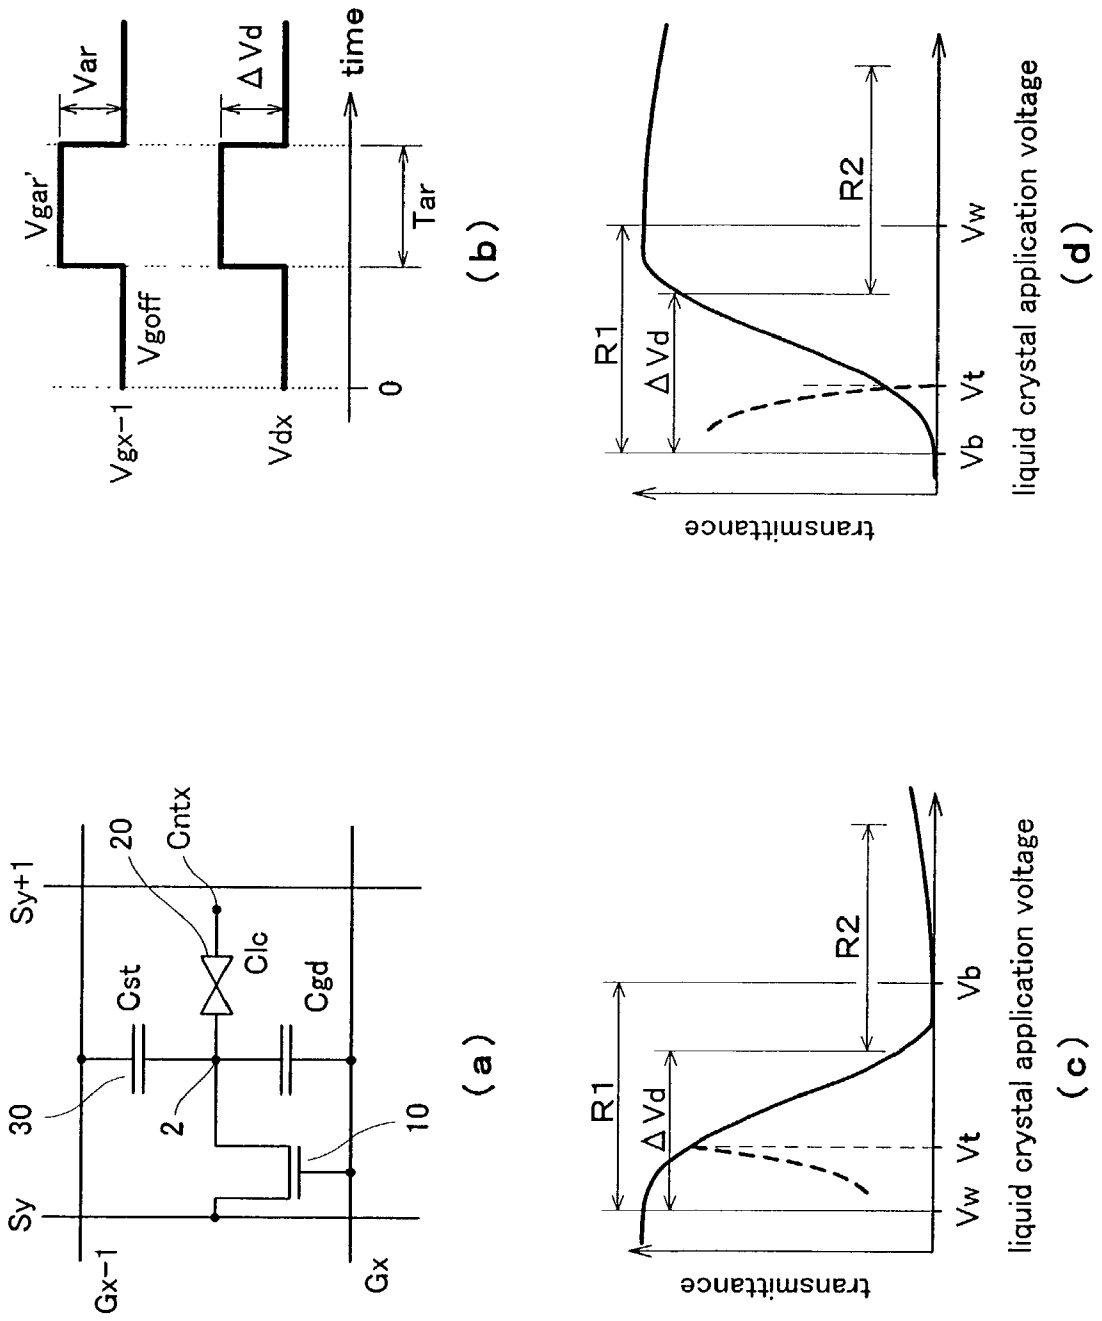 Sy
Sy+1
30
Cst
20
Cntx
Gx-1
2
Clc
Cgd
10
Gx
(a)
Vgar'
Var
Vgx-1
Vgoff
ΔVd
Vdx
0
time
Tar
(b)
transmittance
R1
ΔVd
R2
Vw
Vt
Vb
liquid crystal application voltage
(c)
transmittance
R1
ΔVd
R2
Vb
Vt
Vw
liquid crystal application voltage
(d)